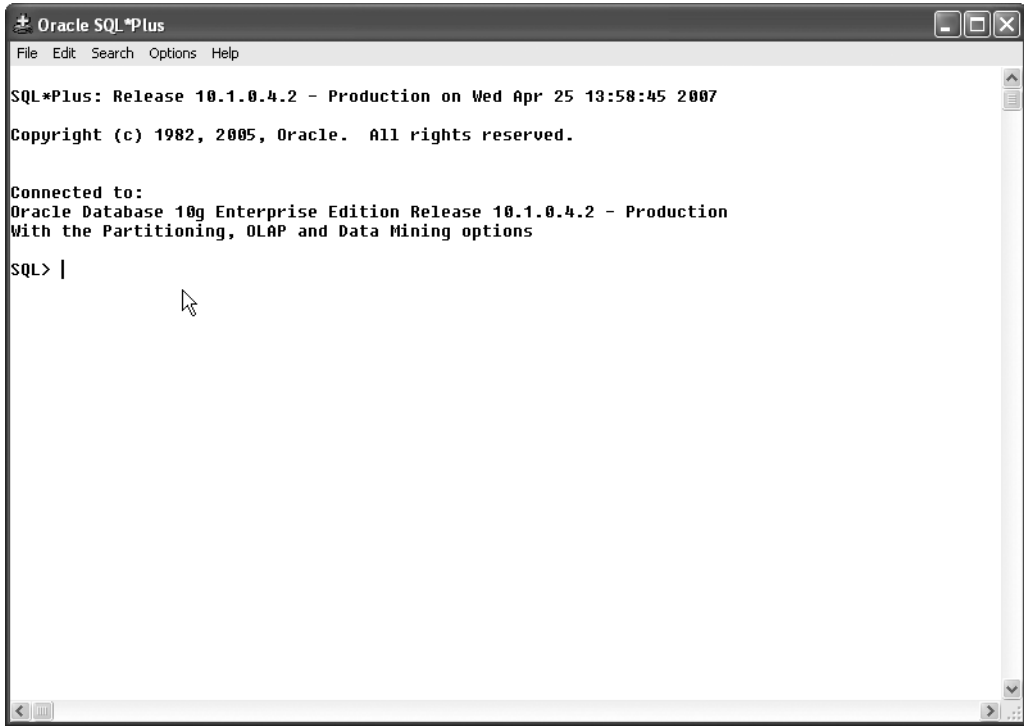 Oracle SQL*Plus
File Edit Search Options Help
SQL*Plus: Release 10.1.0.4.2 - Production on Wed Apr 25 13:58:45 2007
Copyright (c) 1982, 2005, Oracle.  All rights reserved.
Connected to:
Oracle Database 10g Enterprise Edition Release 10.1.0.4.2 - Production
With the Partitioning, OLAP and Data Mining options
SQL>